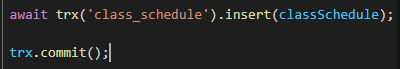 await trx('class_schedule').insert(classSchedule);
trx.commit();